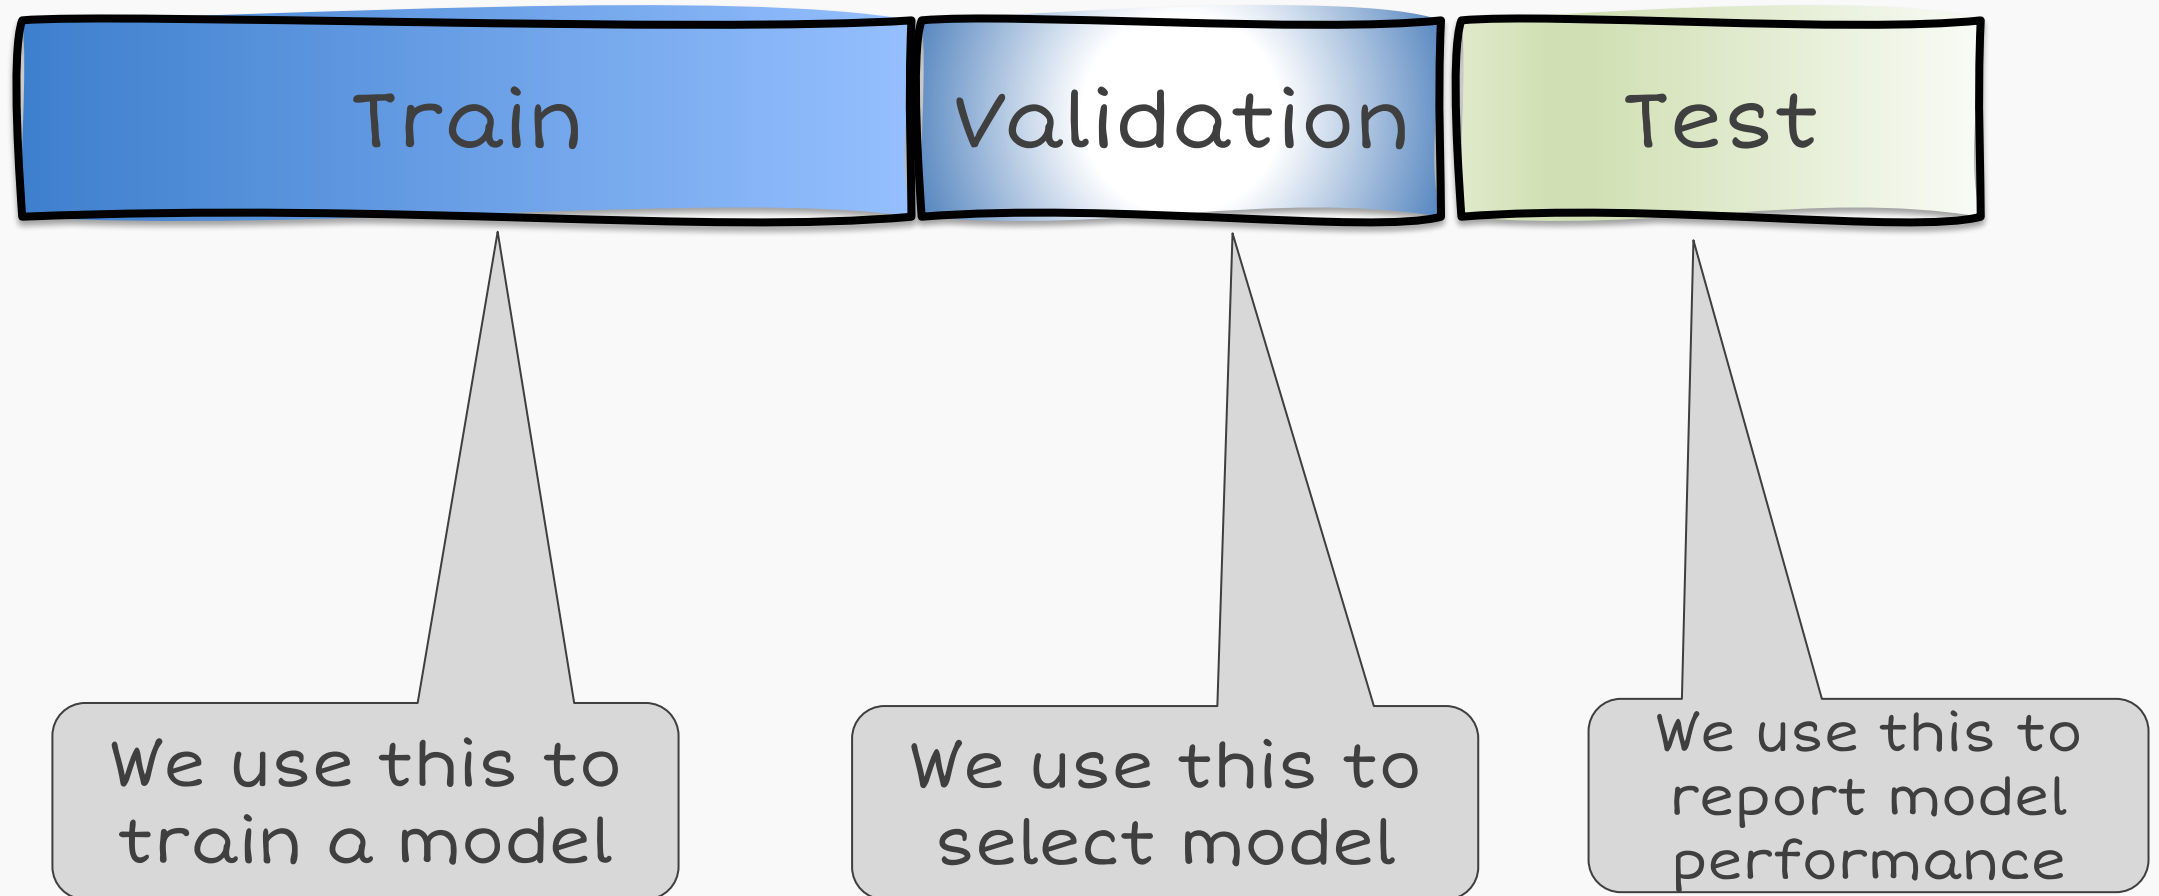 Train
Validation
Test
We use this to
train a model
We use this to
select model
We use this to
report model
performance